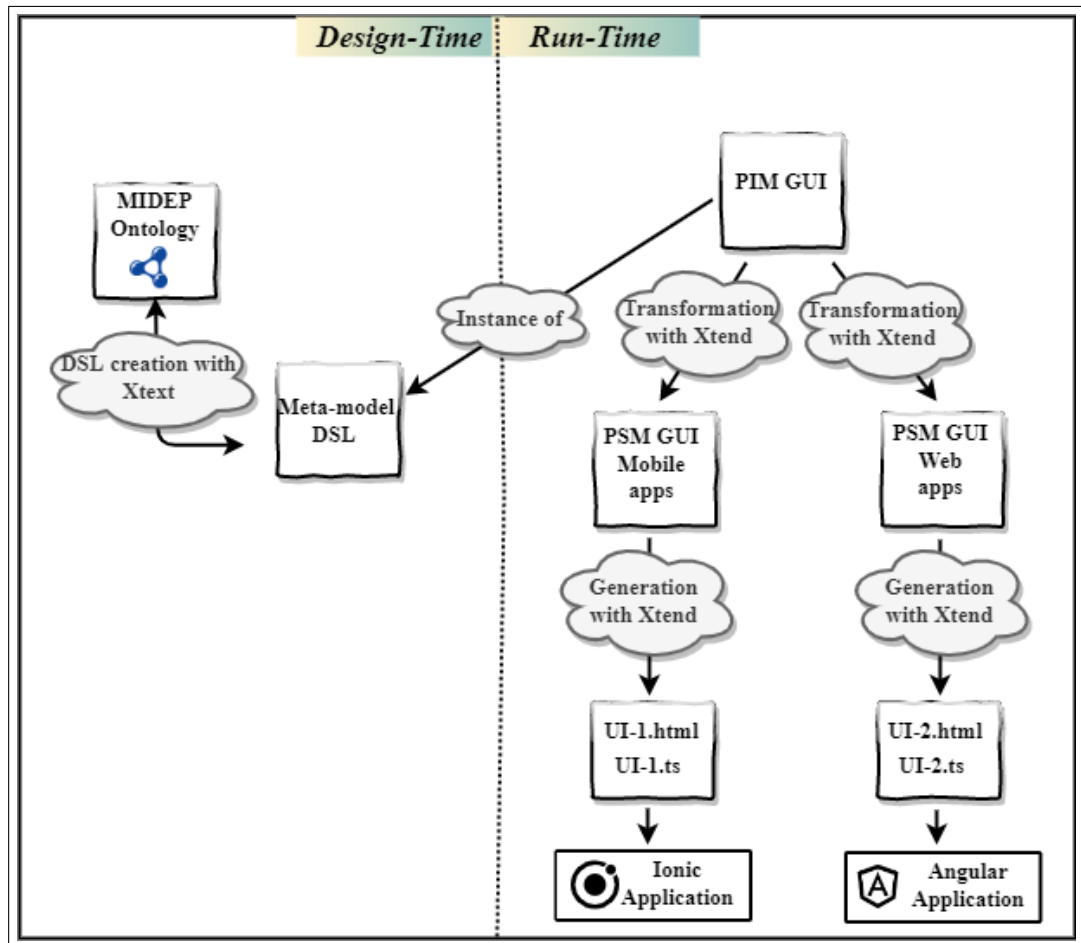 Design-Time
Run-Time
MIDEP
Ontology
DSL creation with
Xtext
Meta-model
DSL
Instance of
PIM GUI
Transformation
with Xtend
Transformation
with Xtend
PSM GUI
Mobile
apps
PSM GUI
Web
apps
Generation
with Xtend
Generation
with Xtend
UI-1.html
UI-1.ts
UI-2.html
UI-2.ts
Ionic
Application
A
Angular
Application